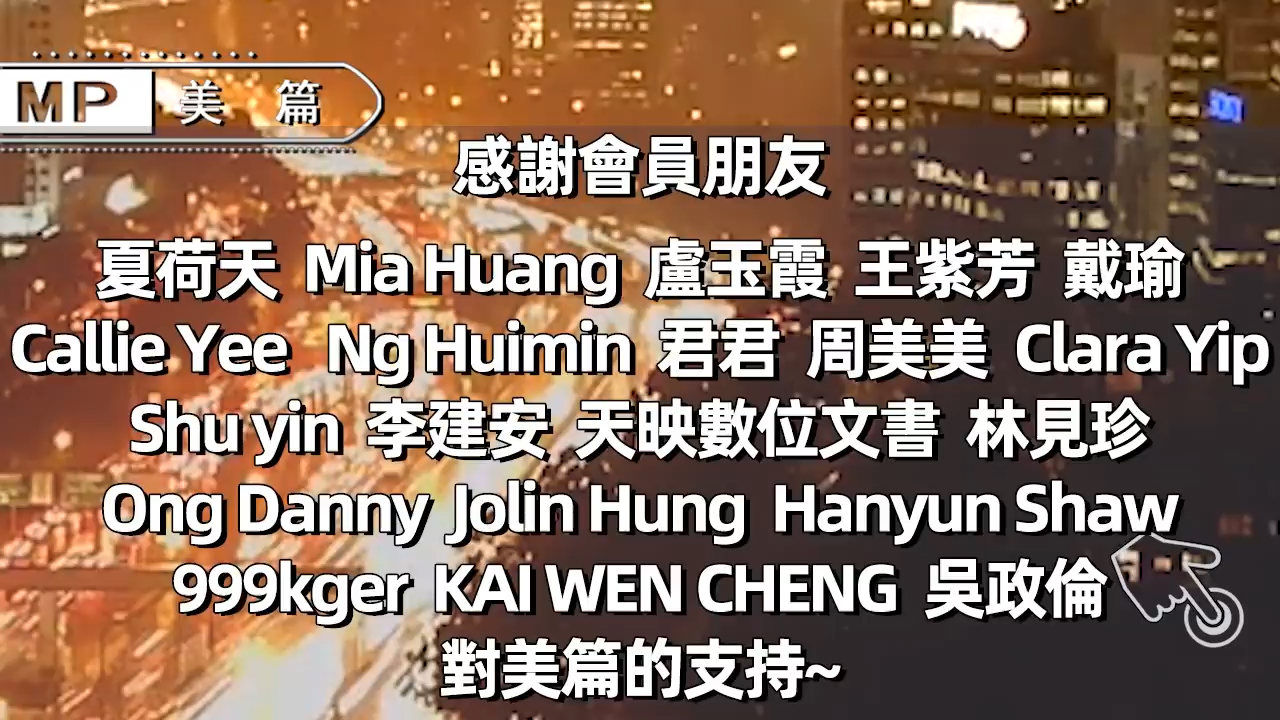 MP 美篇
感謝會員朋友
夏荷天 Mia Huang 盧玉霞 王紫芳 戴瑜
Callie Yee Ng Huimin 君君 周美美 Clara Yip
Shu yin 李建安 天映數位文書 林見珍
Ong Danny Jolin Hung Hanyun Shaw
999kger KAI WEN CHENG 吳政倫
對美篇的支持~